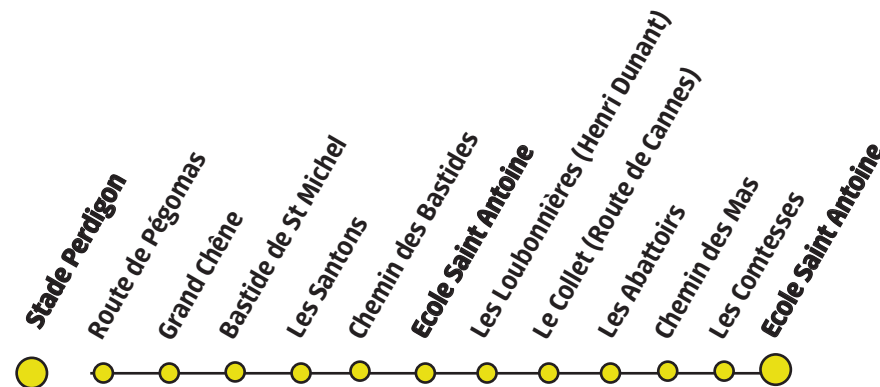 Stade Perdigon
Route de Pégomas
Grand Chêne
Bastide de St Michel
Les Santons
Chemin des Bastides
Ecole Saint Antoine
Les Loubonnières (Henri Dunant)
Le Collet (Route de Cannes)
Les Abattoirs
Chemin des Mas
Les Comtesses
Ecole Saint Antoine